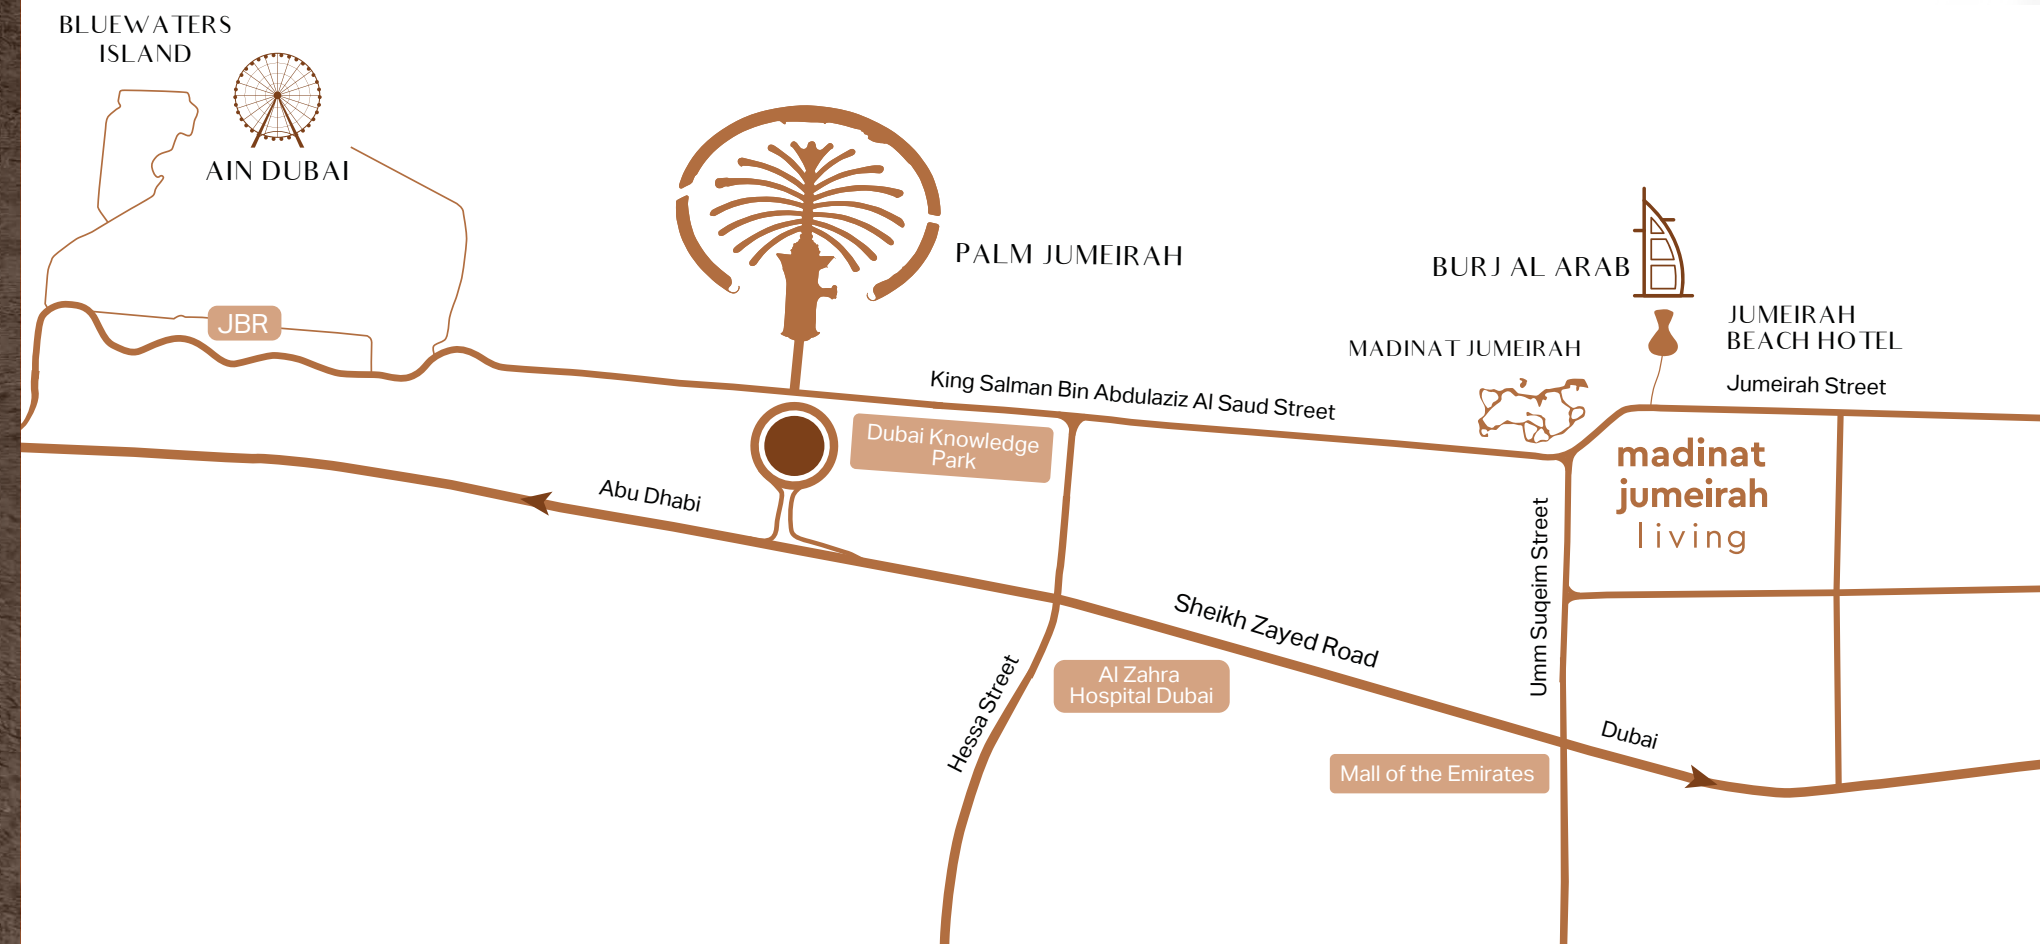 BLUEWATERS
ISLAND
AIN DUBAI
JBR
PALM JUMEIRAH
BURJ AL ARAB
JUMEIRAH
BEACH HOTEL
MADINAT JUMEIRAH
Jumeirah Street
King Salman Bin Abdulaziz Al Saud Street
Dubai Knowledge
Park
madinat
jumeirah
living
Abu Dhabi
Umm Suqeim Street
Sheikh Zayed Road
Hessa Street
Al Zahra
Hospital Dubai
Dubai
Mall of the Emirates